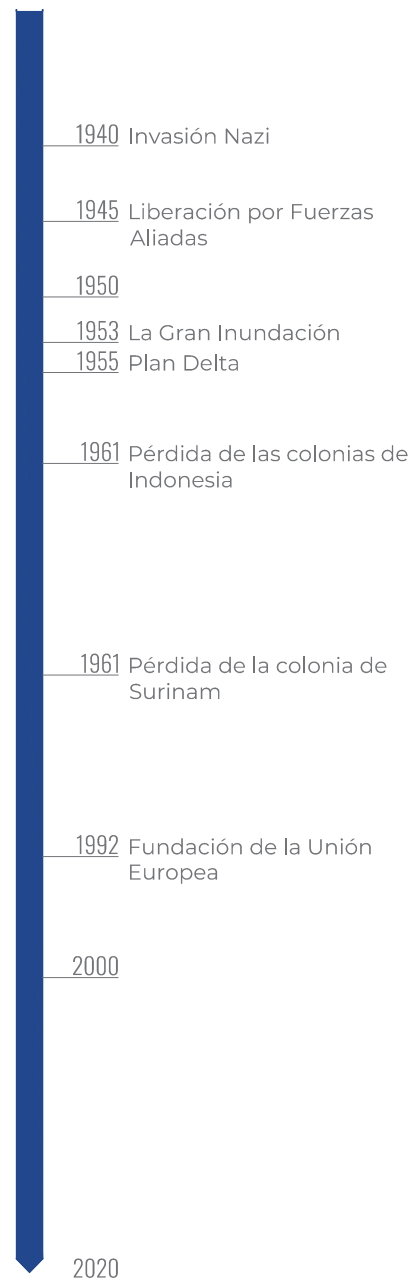 1940 Invasión Nazi
1945 Liberación por Fuerzas
Aliadas
1950
1953 La Gran Inundación
1955 Plan Delta
1961 Pérdida de las colonias de
Indonesia
1961 Pérdida de la colonia de
Surinam
1992 Fundación de la Unión
Europea
2000
2020